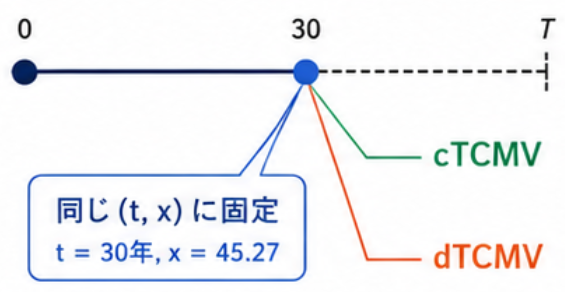 0 30 T
cTCMV
同じ (t, x) に固定
t = 30年, x = 45.27
dTCMV